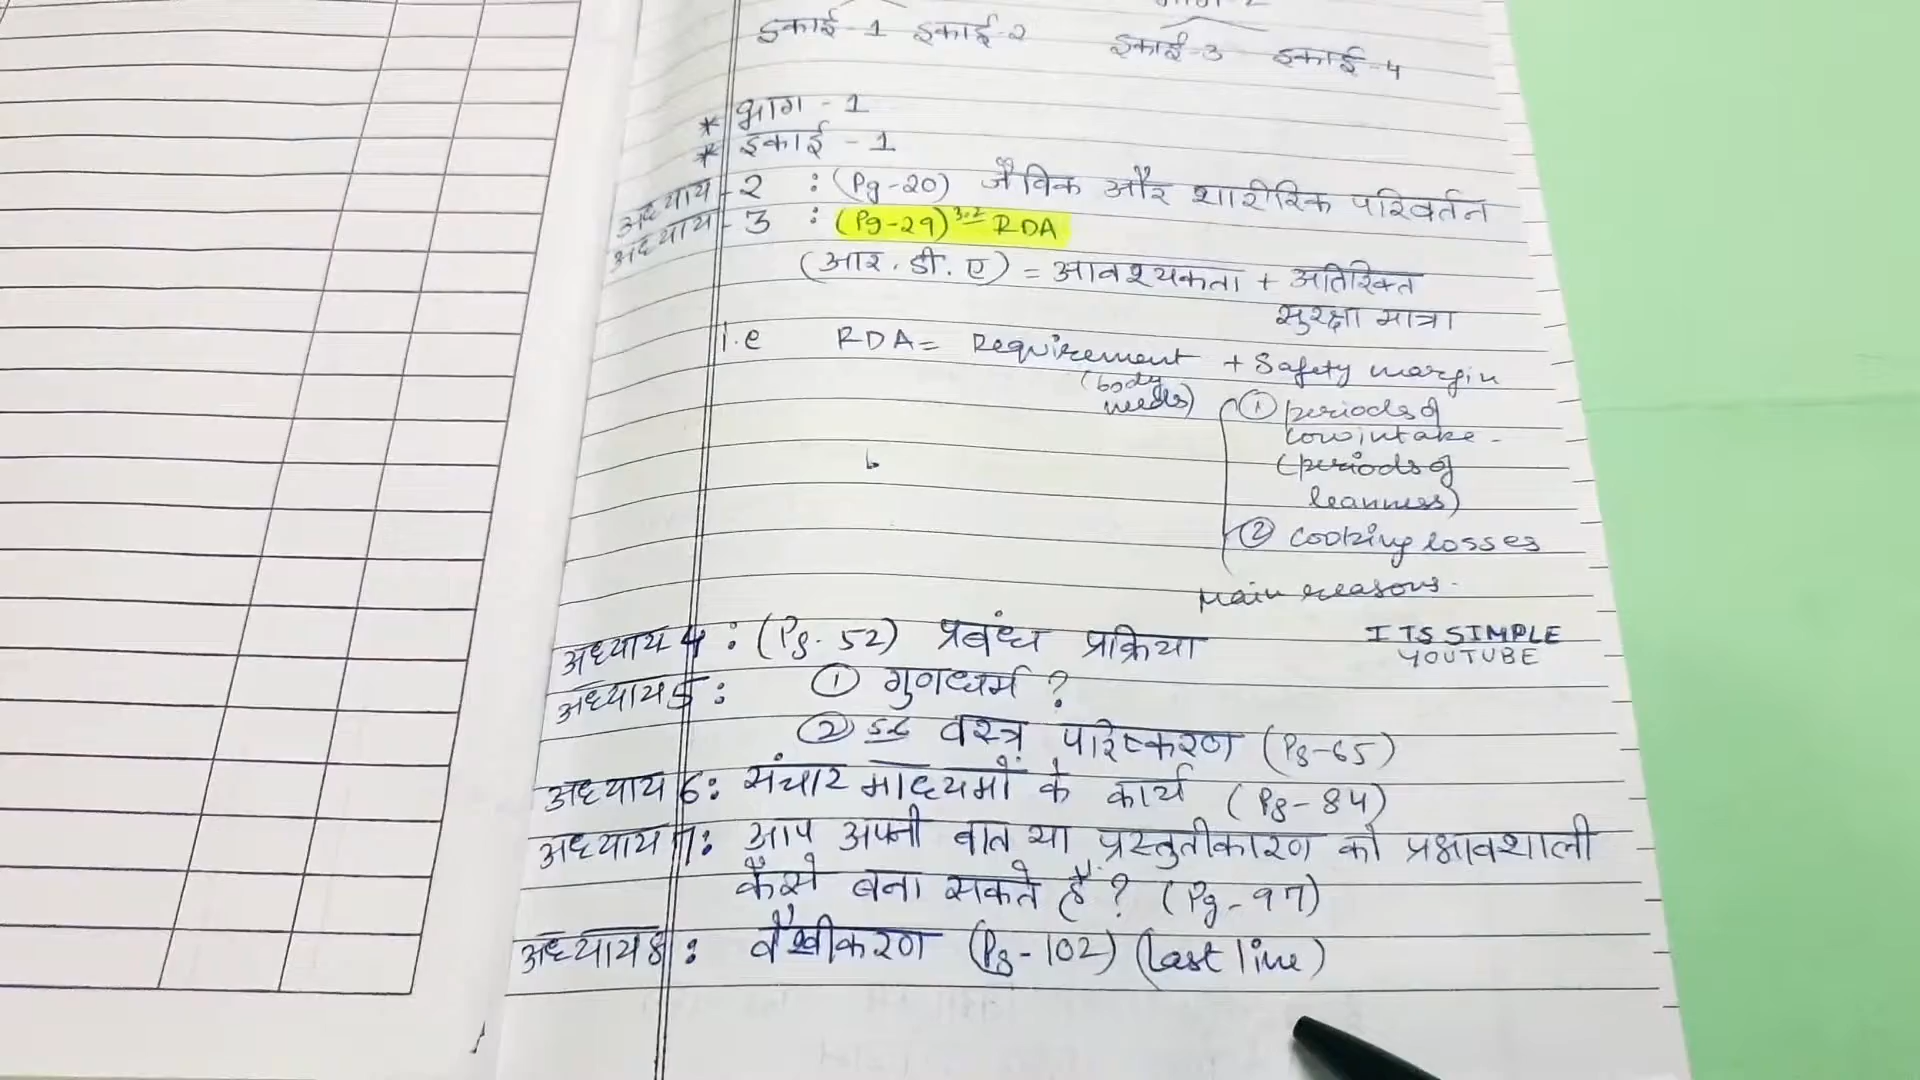 इकाई-1 इकाई-2 इकाई-3 इकाई-4
* भाग - 1
* इकाई - 1
अध्याय-2 : (Pg-20) जैविक और शारीरिक परिवर्तन
अध्याय-3 : (Pg-29) 3.2 RDA
(आर.डी.ए) = आवश्यकता + अतिरिक्त
सुरक्षा मात्रा
i.e RDA = Requirement + Safety margin
(body
needs)
① periods of
low intake -
(periods of
leanness)
② cooking losses
Main reasons.
अध्याय 4 : (Pg. 52) प्रबंध प्रक्रिया
ITS SIMPLE
YOUTUBE
अध्याय 5 : ① गुणधर्म ?
② 5.6 वस्त्र परिष्करण (Pg-65)
अध्याय 6 : संचार माध्यमों के कार्य (Pg-84)
अध्याय 7 : आप अपनी बात या प्रस्तुतीकारण को प्रभावशाली
कैसे बना सकते हैं ? (Pg-97)
अध्याय 8 : वैश्वीकरण (Pg-102) (last line)